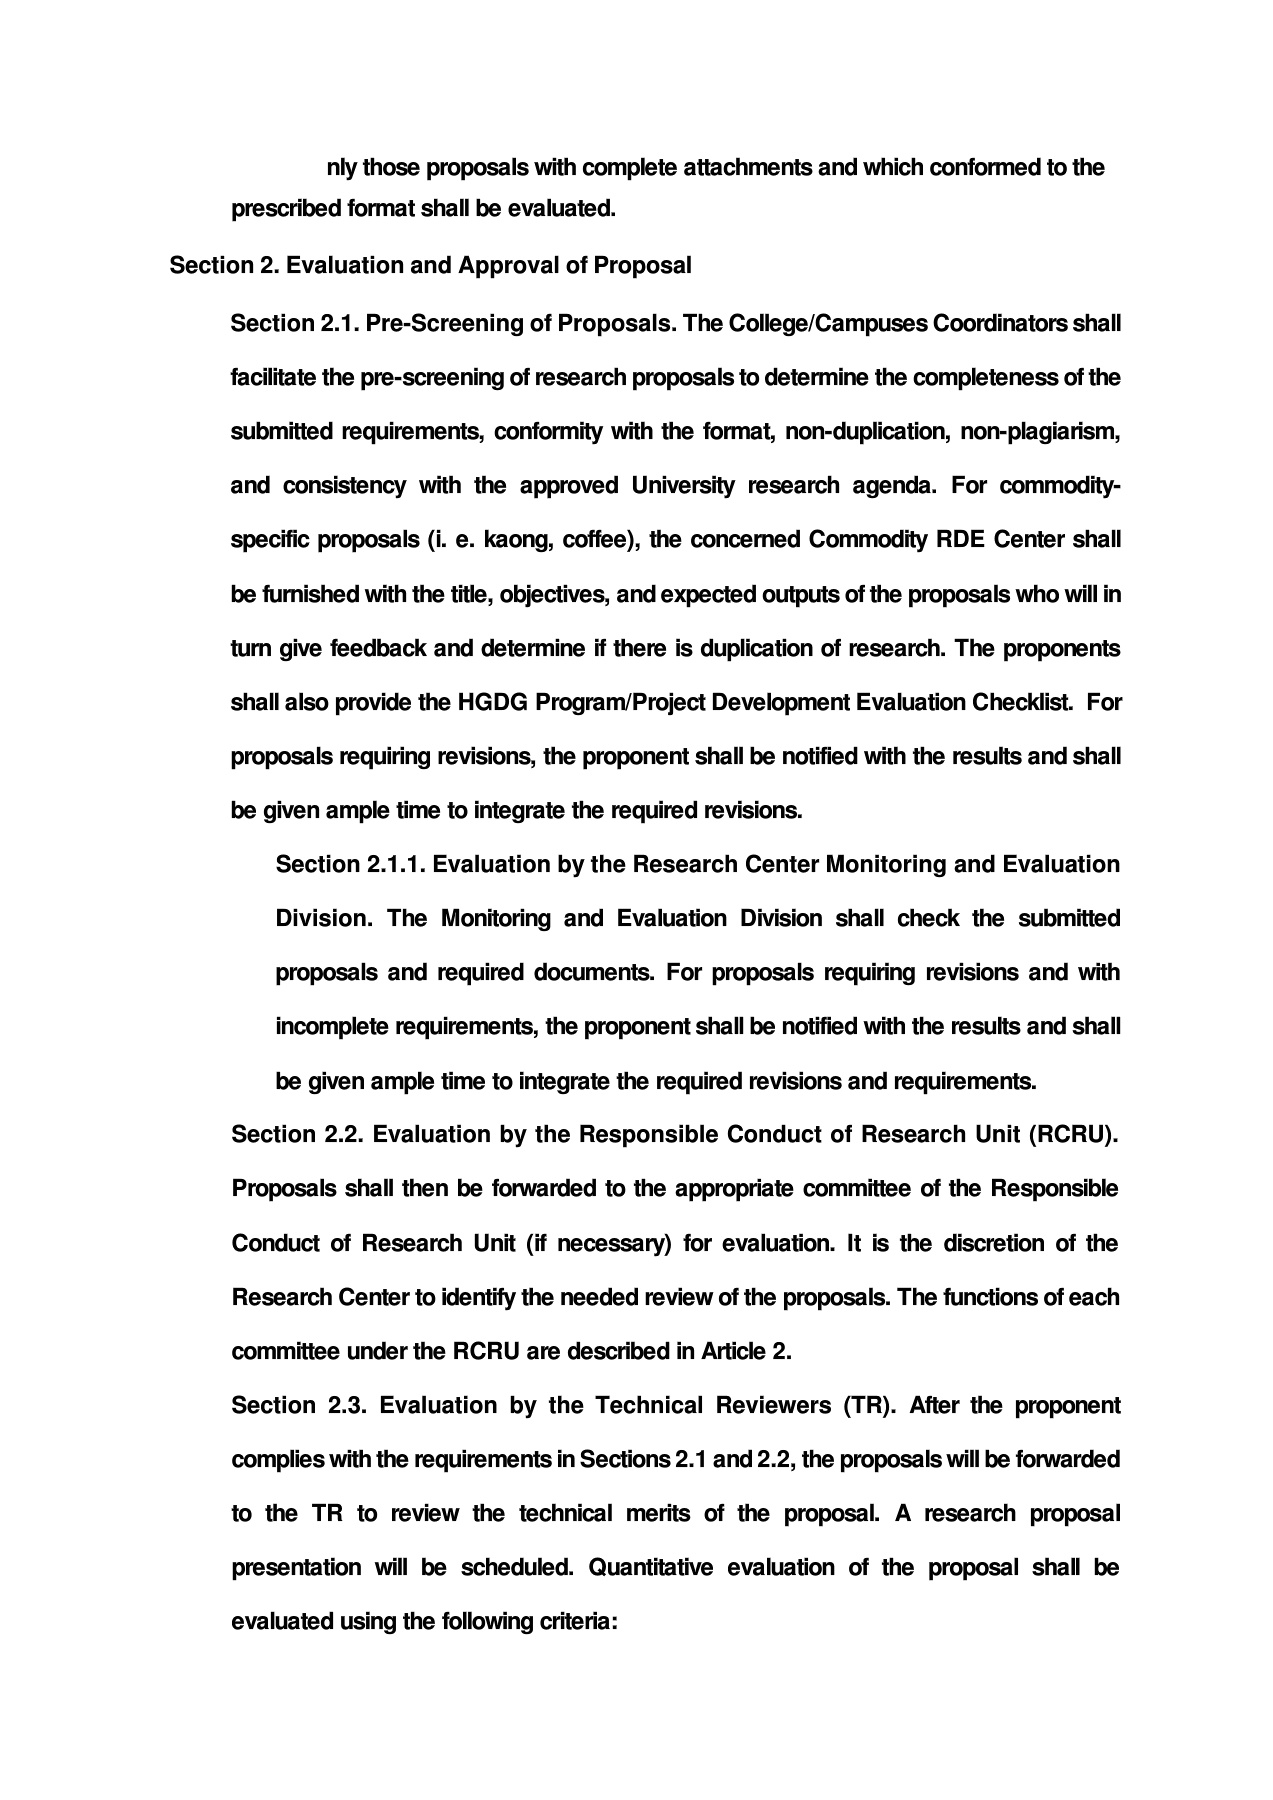 nly those proposals with complete attachments and which conformed to the
prescribed format shall be evaluated.
Section 2. Evaluation and Approval of Proposal
Section 2.1. Pre-Screening of Proposals. The College/Campuses Coordinators shall
facilitate the pre-screening of research proposals to determine the completeness of the
submitted requirements, conformity with the format, non-duplication, non-plagiarism,
and consistency with the approved University research agenda. For commodity-
specific proposals (i. e. kaong, coffee), the concerned Commodity RDE Center shall
be furnished with the title, objectives, and expected outputs of the proposals who will in
turn give feedback and determine if there is duplication of research. The proponents
shall also provide the HGDG Program/Project Development Evaluation Checklist. For
proposals requiring revisions, the proponent shall be notified with the results and shall
be given ample time to integrate the required revisions.
Section 2.1.1. Evaluation by the Research Center Monitoring and Evaluation
Division. The Monitoring and Evaluation Division shall check the submitted
proposals and required documents. For proposals requiring revisions and with
incomplete requirements, the proponent shall be notified with the results and shall
be given ample time to integrate the required revisions and requirements.
Section 2.2. Evaluation by the Responsible Conduct of Research Unit (RCRU).
Proposals shall then be forwarded to the appropriate committee of the Responsible
Conduct of Research Unit (if necessary) for evaluation. It is the discretion of the
Research Center to identify the needed review of the proposals. The functions of each
committee under the RCRU are described in Article 2.
Section 2.3. Evaluation by the Technical Reviewers (TR). After the proponent
complies with the requirements in Sections 2.1 and 2.2, the proposals will be forwarded
to the TR to review the technical merits of the proposal. A research proposal
presentation will be scheduled. Quantitative evaluation of the proposal shall be
evaluated using the following criteria: